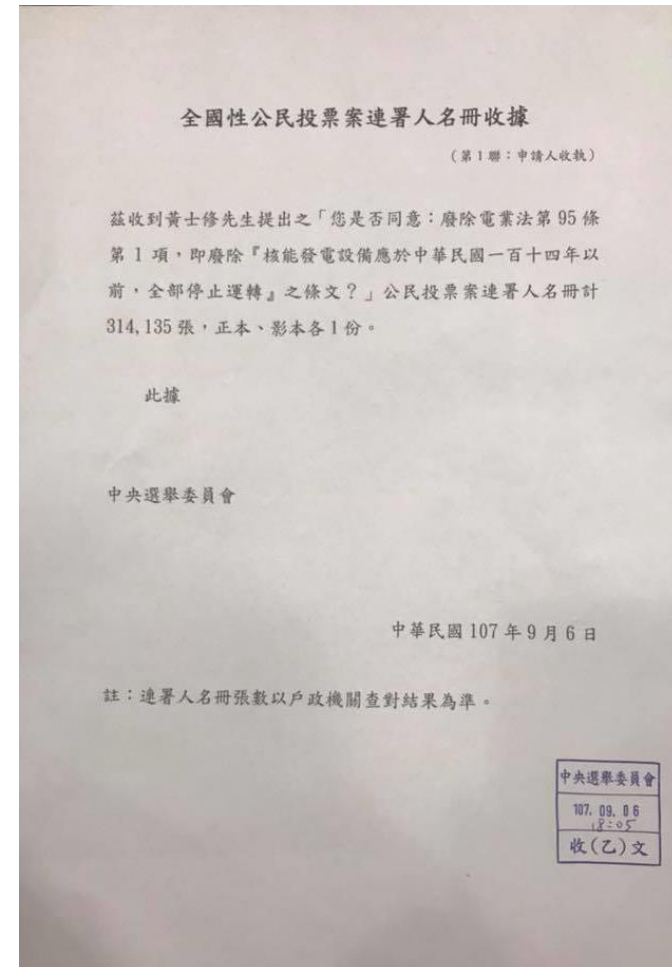 全國性公民投票案連署人名冊收據
（第1聯：申請人收執）
茲收到黃士修先生提出之「您是否同意：廢除電業法第95條
第1項，即廢除『核能發電設備應於中華民國一百十四年以
前，全部停止運轉』之條文？」公民投票案連署人名冊計
314,135張，正本、影本各1份。
此據
中央選舉委員會
中華民國107年9月6日
註：連署人名冊張數以戶政機關查對結果為準。
中央選舉委員會
107. 09. 06
18:05
收(乙)文